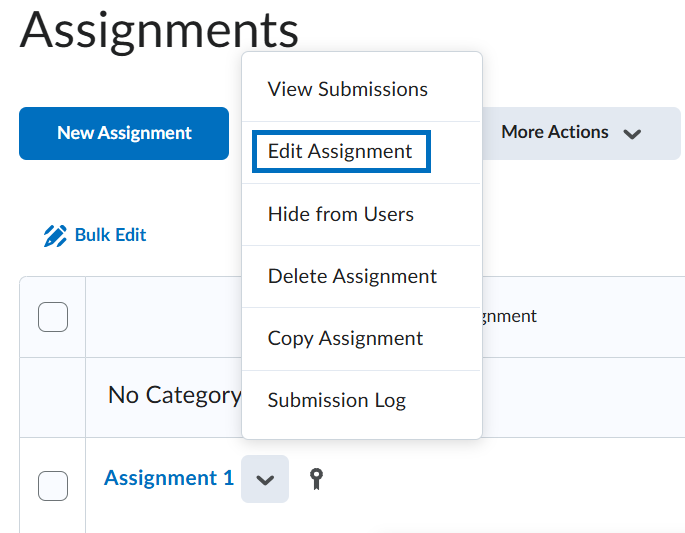 Assignments
View Submissions
New Assignment
Edit Assignment
More Actions
Hide from Users
Bulk Edit
Delete Assignment
Copy Assignment
No Category
Submission Log
Assignment 1